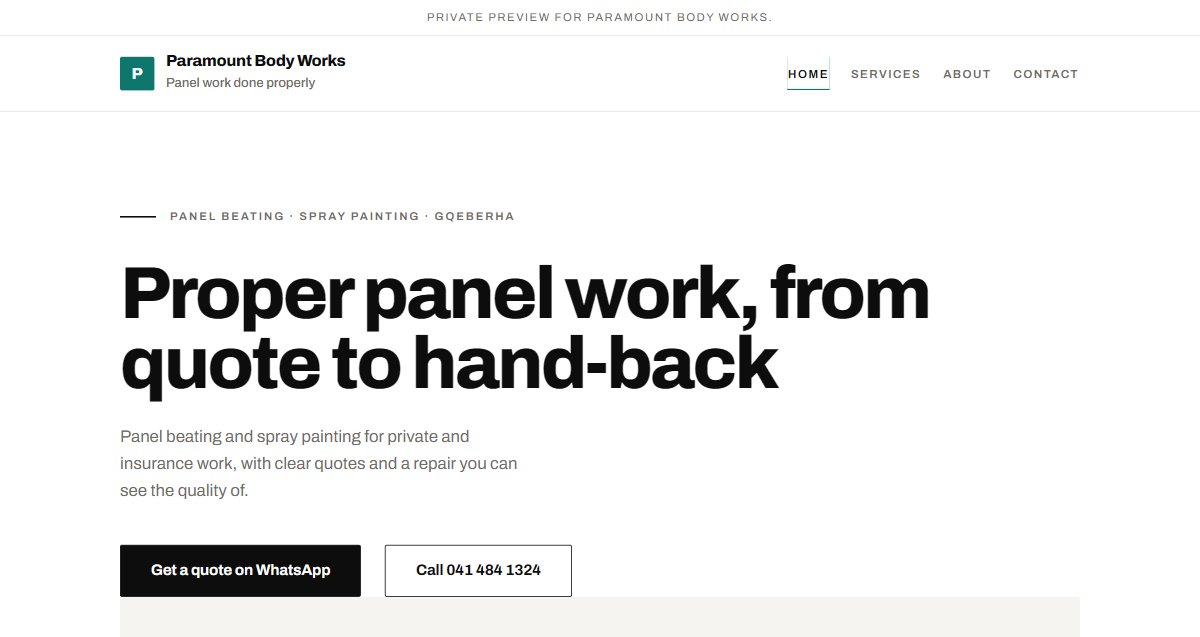 PRIVATE PREVIEW FOR PARAMOUNT BODY WORKS.
P
Paramount Body Works
Panel work done properly
HOME SERVICES ABOUT CONTACT
PANEL BEATING · SPRAY PAINTING · GQEBERHA
Proper panel work, from
quote to hand-back
Panel beating and spray painting for private and
insurance work, with clear quotes and a repair you can
see the quality of.
Get a quote on WhatsApp
Call 041 484 1324